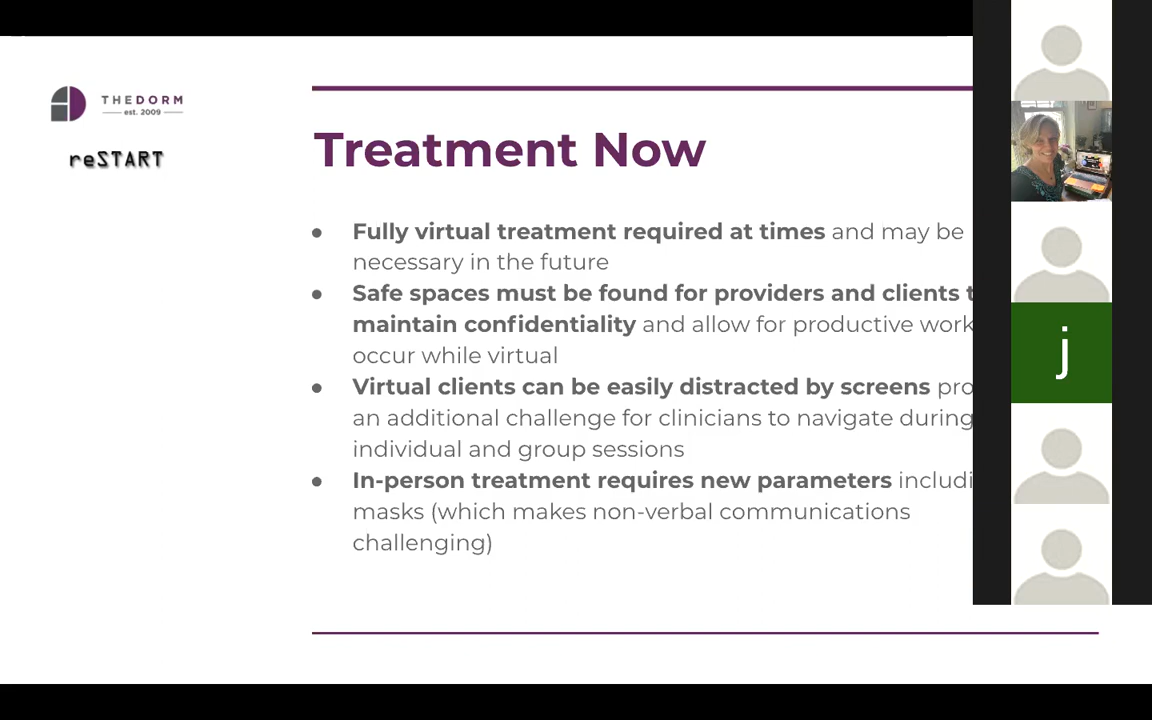 THEDORM
est. 2009
reSTART
Treatment Now
● Fully virtual treatment required at times and may be
necessary in the future
● Safe spaces must be found for providers and clients
maintain confidentiality and allow for productive work
occur while virtual
● Virtual clients can be easily distracted by screens
an additional challenge for clinicians to navigate during
individual and group sessions
● In-person treatment requires new parameters
masks (which makes non-verbal communications
challenging)
j